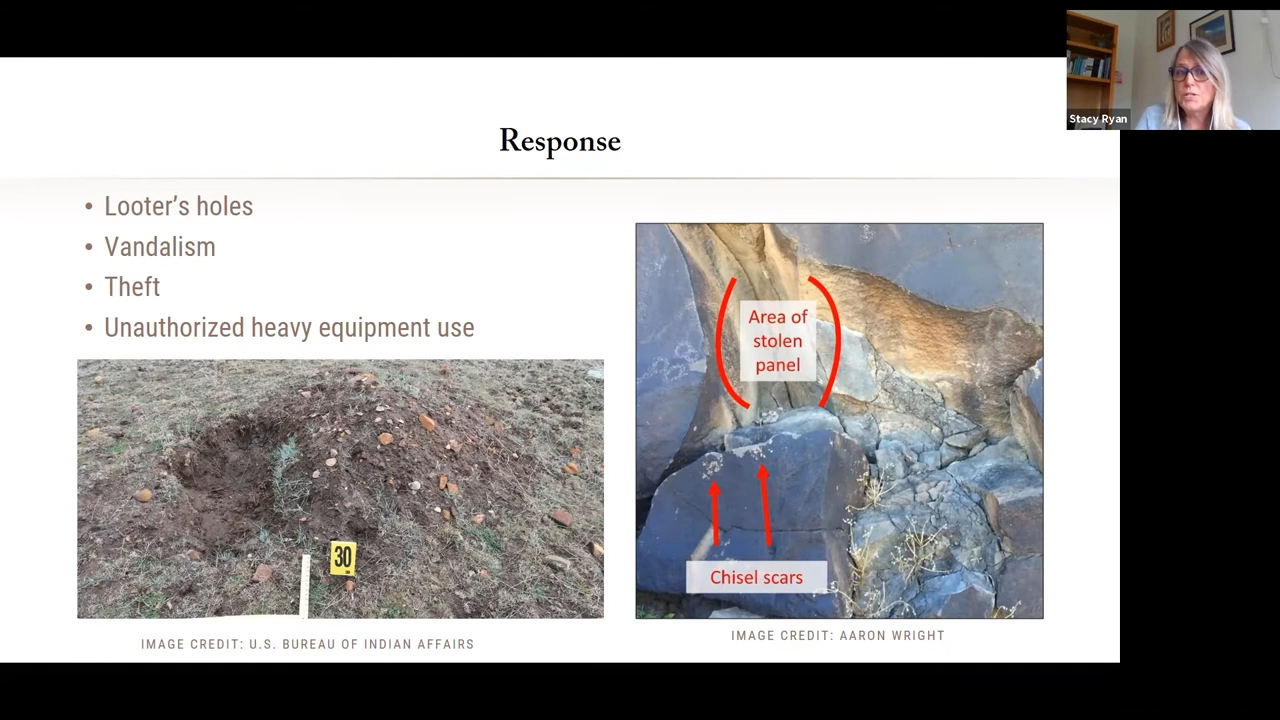 Stacy Ryan
Response
• Looter’s holes
• Vandalism
• Theft
• Unauthorized heavy equipment use
30
IMAGE CREDIT: U.S. BUREAU OF INDIAN AFFAIRS
Area of
stolen
panel
Chisel scars
IMAGE CREDIT: AARON WRIGHT